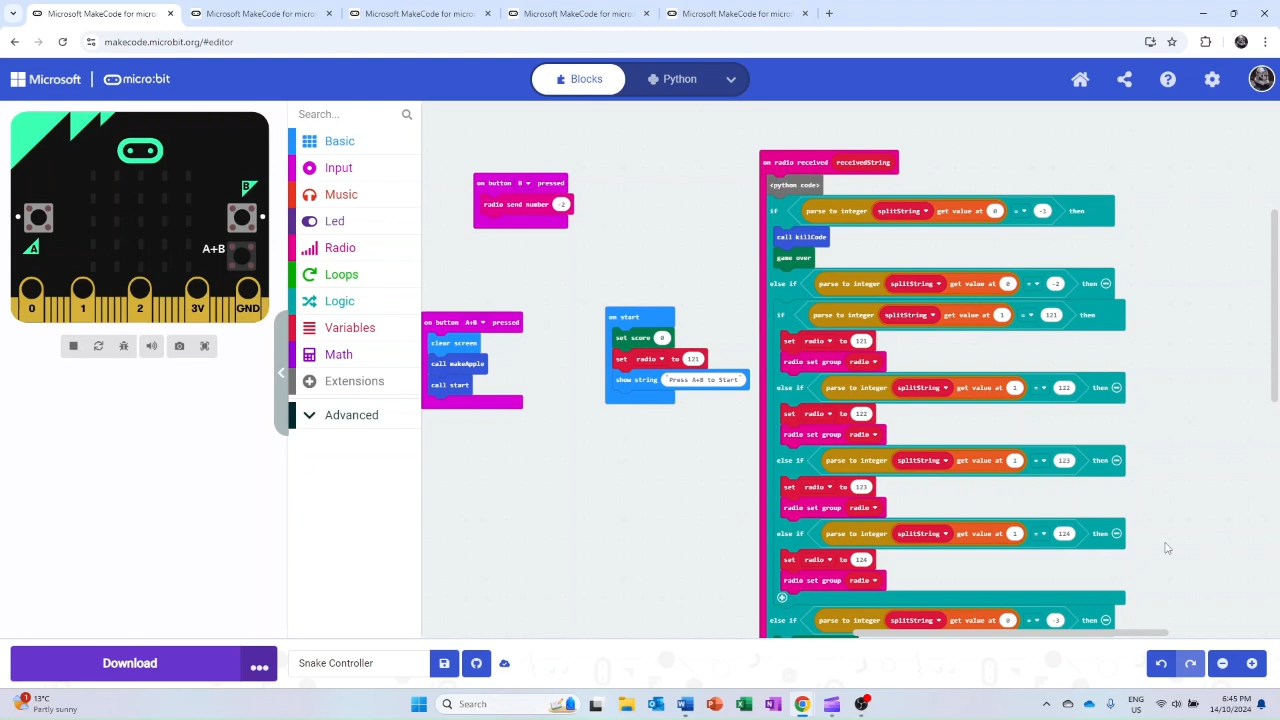 Microsoft MakeCode for micro:bit
Microsoft MakeCode for micro:bit
Microsoft MakeCode for micro:bit
Microsoft MakeCode for micro:bit
Microsoft MakeCode for micro:bit
makecode.microbit.org/#editor
Microsoft
micro:bit
Blocks
Python
A
B
A+B
0
1
2
3V
GND
Search...
Basic
Input
Music
Led
Radio
Loops
Logic
Variables
Math
Extensions
Advanced
on button B pressed
radio send number -2
on button A+B pressed
clear screen
call makeApple
call start
on start
set score 0
set radio to 121
show string "Press A+B to Start"
on radio received receivedString
<python code>
if parse to integer splitString get value at 0 = -1 then
call killCode
game over
else if parse to integer splitString get value at 0 = -2 then
if parse to integer splitString get value at 1 = 121 then
set radio to 121
radio set group radio
else if parse to integer splitString get value at 1 = 122 then
set radio to 122
radio set group radio
else if parse to integer splitString get value at 1 = 123 then
set radio to 123
radio set group radio
else if parse to integer splitString get value at 1 = 124 then
set radio to 124
radio set group radio
else if parse to integer splitString get value at 0 = -3 then
Download
Snake Controller
1
13°C
Partly sunny
Search
ENG
US
6:45 PM
14/10/2024